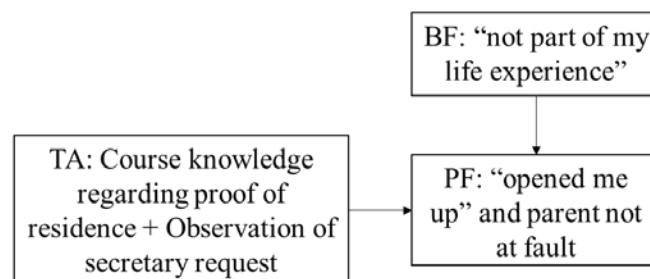 BF: “not part of my
life experience”
TA: Course knowledge
regarding proof of
residence + Observation of
secretary request
PF: “opened me
up” and parent not
at fault